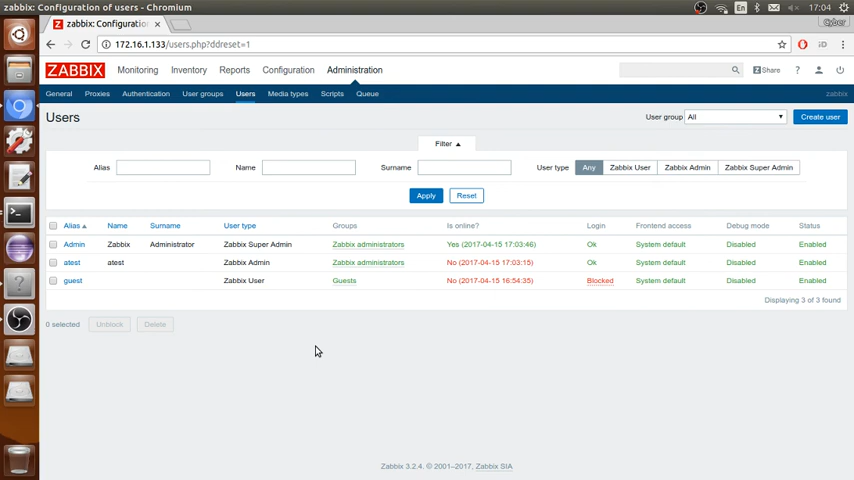 zabbix: Configuration of users - Chromium
En
17:04
zabbix: Configuratio
Cyber
172.16.1.133/users.php?ddreset=1
ZABBIX
Monitoring
Inventory
Reports
Configuration
Administration
Z Share
?
General
Proxies
Authentication
User groups
Users
Media types
Scripts
Queue
zabbix
Users
User group
All
Create user
Filter
Alias
Name
Surname
User type
Any
Zabbix User
Zabbix Admin
Zabbix Super Admin
Apply
Reset
Alias Name Surname User type Groups Is online? Login Frontend access Debug mode Status
Admin Zabbix Administrator Zabbix Super Admin Zabbix administrators Yes (2017-04-15 17:03:46) Ok System default Disabled Enabled
atest atest Zabbix Admin Zabbix administrators No (2017-04-15 17:03:15) Ok System default Disabled Enabled
guest Zabbix User Guests No (2017-04-15 16:54:35) Blocked System default Disabled Enabled
Displaying 3 of 3 found
0 selected
Unblock
Delete
Zabbix 3.2.4. © 2001–2017, Zabbix SIA